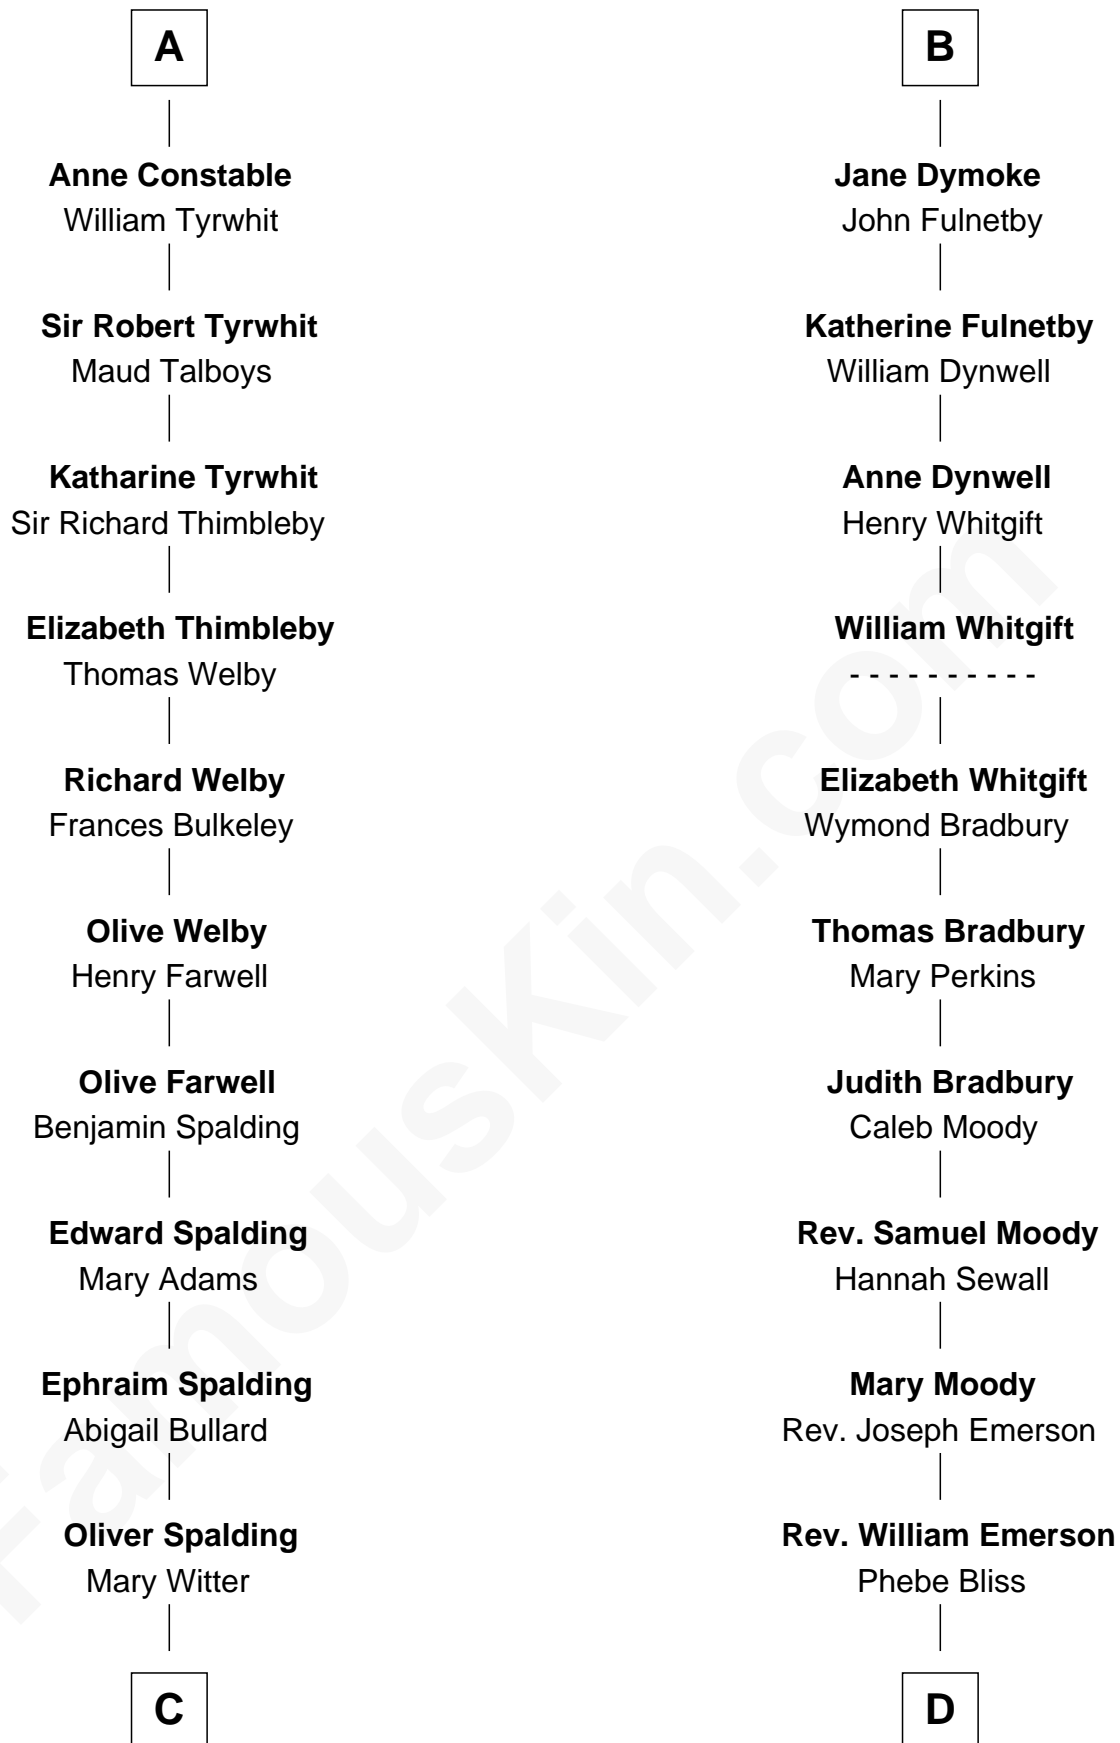 A
Anne Constable
William Tyrwhit
Sir Robert Tyrwhit
Maud Talboys
Katharine Tyrwhit
Sir Richard Thimbleby
Elizabeth Thimbleby
Thomas Welby
Richard Welby
Frances Bulkeley
Olive Welby
Henry Farwell
Olive Farwell
Benjamin Spalding
Edward Spalding
Mary Adams
Ephraim Spalding
Abigail Bullard
Oliver Spalding
Mary Witter
C
B
Jane Dymoke
John Fulnetby
Katherine Fulnetby
William Dynwell
Anne Dynwell
Henry Whitgift
William Whitgift
- - - - - - - - - -
Elizabeth Whitgift
Wymond Bradbury
Thomas Bradbury
Mary Perkins
Judith Bradbury
Caleb Moody
Rev. Samuel Moody
Hannah Sewall
Mary Moody
Rev. Joseph Emerson
Rev. William Emerson
Phebe Bliss
D
FamousKin.com